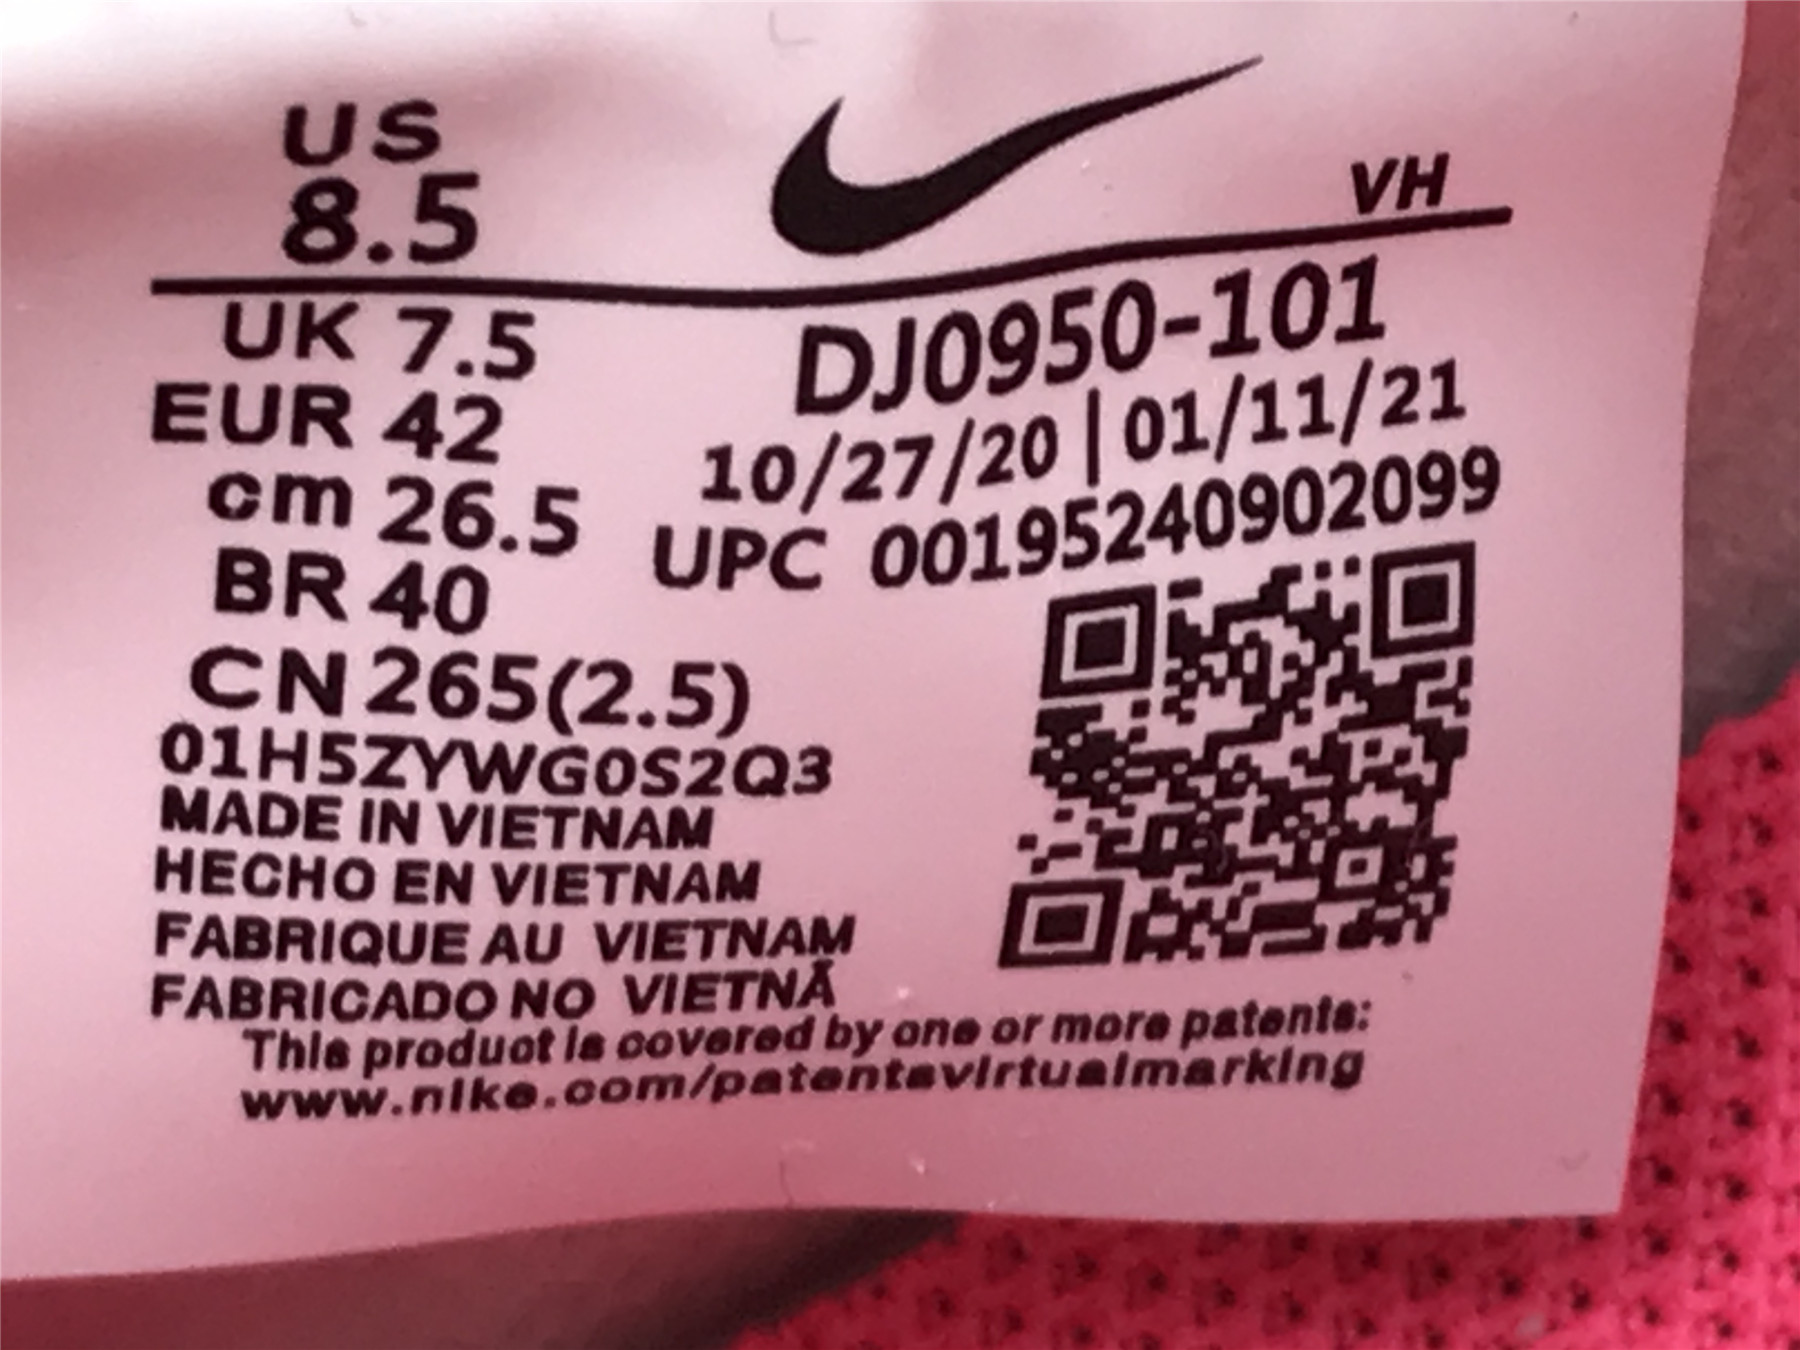 US
8.5
VH
UK 7.5
EUR 42
cm 26.5
BR 40
CN 265(2.5)
DJ0950-101
10/27/20 | 01/11/21
UPC 00195240902099
01H5ZYWG0S2Q3
MADE IN VIETNAM
HECHO EN VIETNAM
FABRIQUE AU VIETNAM
FABRICADO NO VIETNÃ
This product is covered by one or more patents:
www.nike.com/patentsvirtualmarking